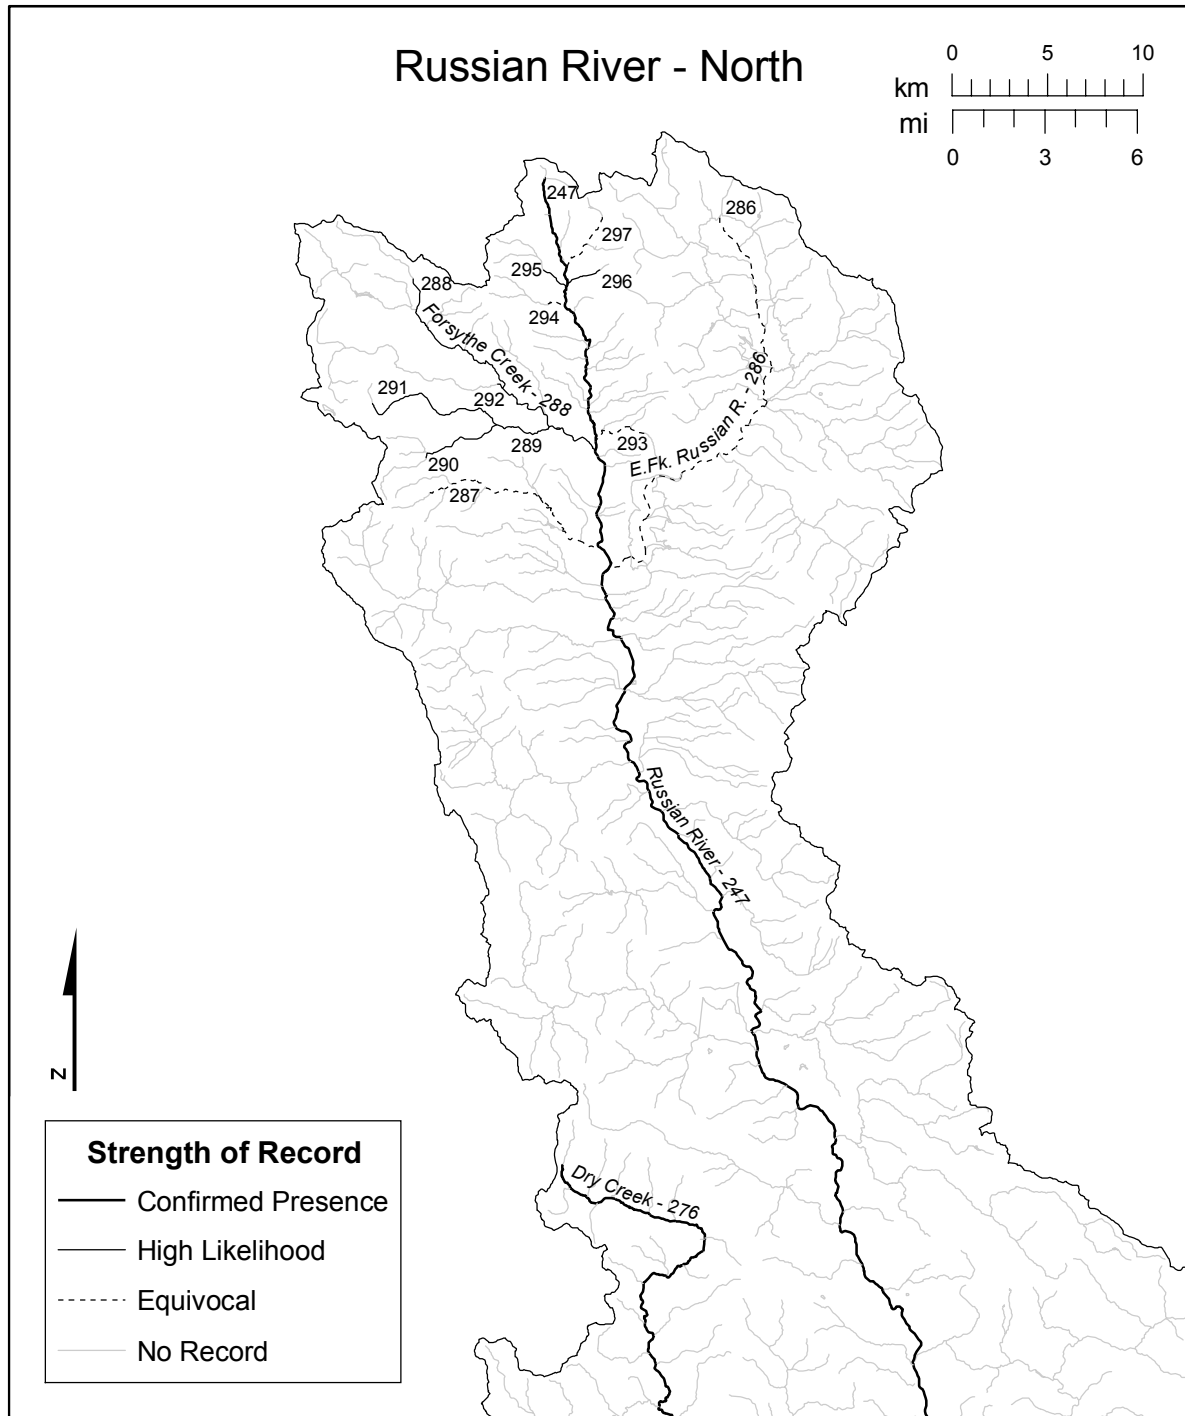 Russian River - North
0 5 10
km
mi
0 3 6
247
286
297
295
296
288
294
Forsythe Creek - 288
291
292
289
293
E.Fk. Russian R. - 286
290
287
Russian River - 247
N
Dry Creek - 276
Strength of Record
Confirmed Presence
High Likelihood
Equivocal
No Record